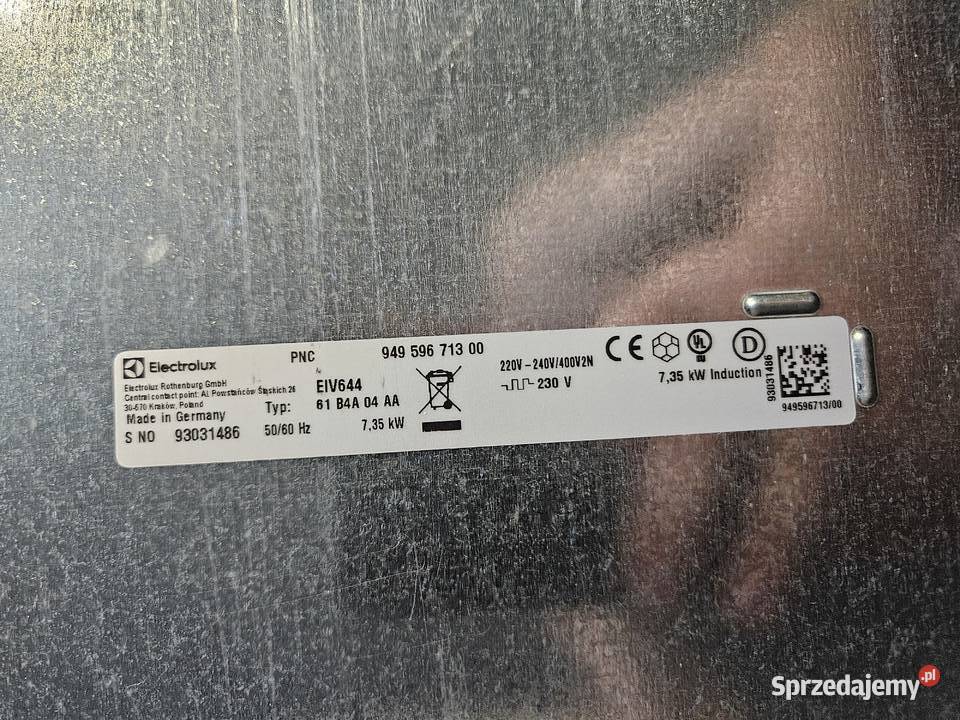 Electrolux
Electrolux Rothenburg GmbH
Central contact point: Al. Powstańców Śląskich 26
30-570 Kraków, Poland
Made in Germany
S NO 93031486
PNC 949 596 713 00
EIV644
Typ: 61 B4A 04 AA
50/60 Hz 7,35 kW
220V-240V/400V2N
230 V
CE UL D
7,35 kW Induction
93031486
949596713/00
Sprzedajemy.pl